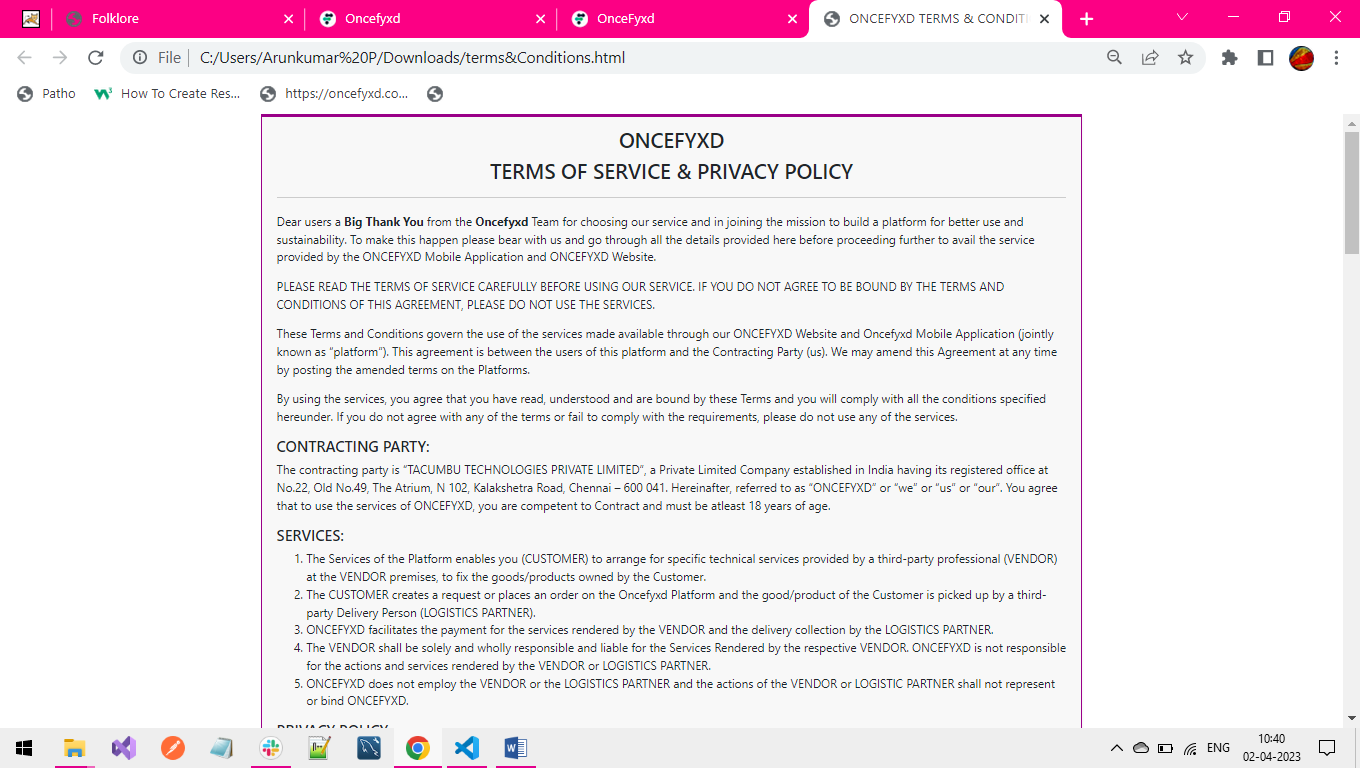 Folklore
Oncefyxd
OnceFyxd
ONCEFYXD TERMS & CONDITI
File
C:/Users/Arunkumar%20P/Downloads/terms&Conditions.html
Patho
How To Create Res...
https://oncefyxd.co...
ONCEFYXD
TERMS OF SERVICE & PRIVACY POLICY
Dear users a Big Thank You from the Oncefyxd Team for choosing our service and in joining the mission to build a platform for better use and
sustainability. To make this happen please bear with us and go through all the details provided here before proceeding further to avail the service
provided by the ONCEFYXD Mobile Application and ONCEFYXD Website.
PLEASE READ THE TERMS OF SERVICE CAREFULLY BEFORE USING OUR SERVICE. IF YOU DO NOT AGREE TO BE BOUND BY THE TERMS AND
CONDITIONS OF THIS AGREEMENT, PLEASE DO NOT USE THE SERVICES.
These Terms and Conditions govern the use of the services made available through our ONCEFYXD Website and Oncefyxd Mobile Application (jointly
known as “platform”). This agreement is between the users of this platform and the Contracting Party (us). We may amend this Agreement at any time
by posting the amended terms on the Platforms.
By using the services, you agree that you have read, understood and are bound by these Terms and you will comply with all the conditions specified
hereunder. If you do not agree with any of the terms or fail to comply with the requirements, please do not use any of the services.
CONTRACTING PARTY:
The contracting party is “TACUMBU TECHNOLOGIES PRIVATE LIMITED”, a Private Limited Company established in India having its registered office at
No.22, Old No.49, The Atrium, N 102, Kalakshetra Road, Chennai – 600 041. Hereinafter, referred to as “ONCEFYXD” or “we” or “us” or “our”. You agree
that to use the services of ONCEFYXD, you are competent to Contract and must be atleast 18 years of age.
SERVICES:
1. The Services of the Platform enables you (CUSTOMER) to arrange for specific technical services provided by a third-party professional (VENDOR)
at the VENDOR premises, to fix the goods/products owned by the Customer.
2. The CUSTOMER creates a request or places an order on the Oncefyxd Platform and the good/product of the Customer is picked up by a third-
party Delivery Person (LOGISTICS PARTNER).
3. ONCEFYXD facilitates the payment for the services rendered by the VENDOR and the delivery collection by the LOGISTICS PARTNER.
4. The VENDOR shall be solely and wholly responsible and liable for the Services Rendered by the respective VENDOR. ONCEFYXD is not responsible
for the actions and services rendered by the VENDOR or LOGISTICS PARTNER.
5. ONCEFYXD does not employ the VENDOR or the LOGISTICS PARTNER and the actions of the VENDOR or LOGISTIC PARTNER shall not represent
or bind ONCEFYXD.
PRIVACY POLICY
ENG
10:40
02-04-2023